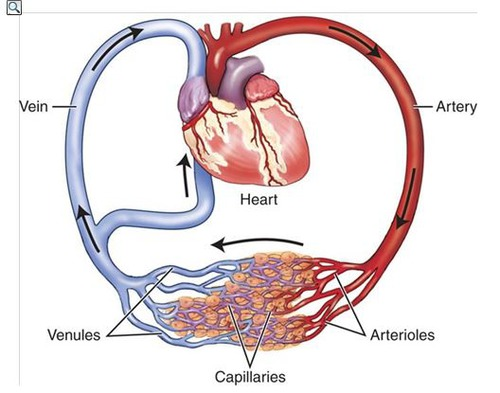 Vein
Artery
Heart
Venules
Arterioles
Capillaries